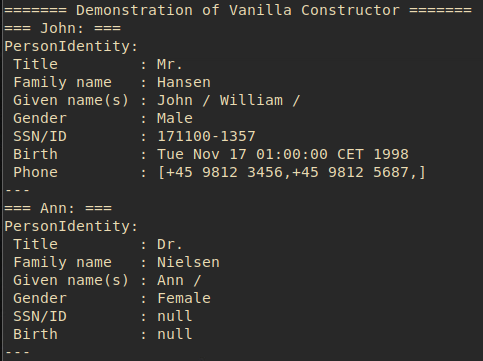 ======= Demonstration of Vanilla Constructor =======
=== John: ===
PersonIdentity:
 Title         : Mr.
 Family name   : Hansen
 Given name(s) : John / William /
 Gender        : Male
 SSN/ID        : 171100-1357
 Birth         : Tue Nov 17 01:00:00 CET 1998
 Phone         : [+45 9812 3456,+45 9812 5687,]
---
=== Ann: ===
PersonIdentity:
 Title         : Dr.
 Family name   : Nielsen
 Given name(s) : Ann /
 Gender        : Female
 SSN/ID        : null
 Birth         : null
---